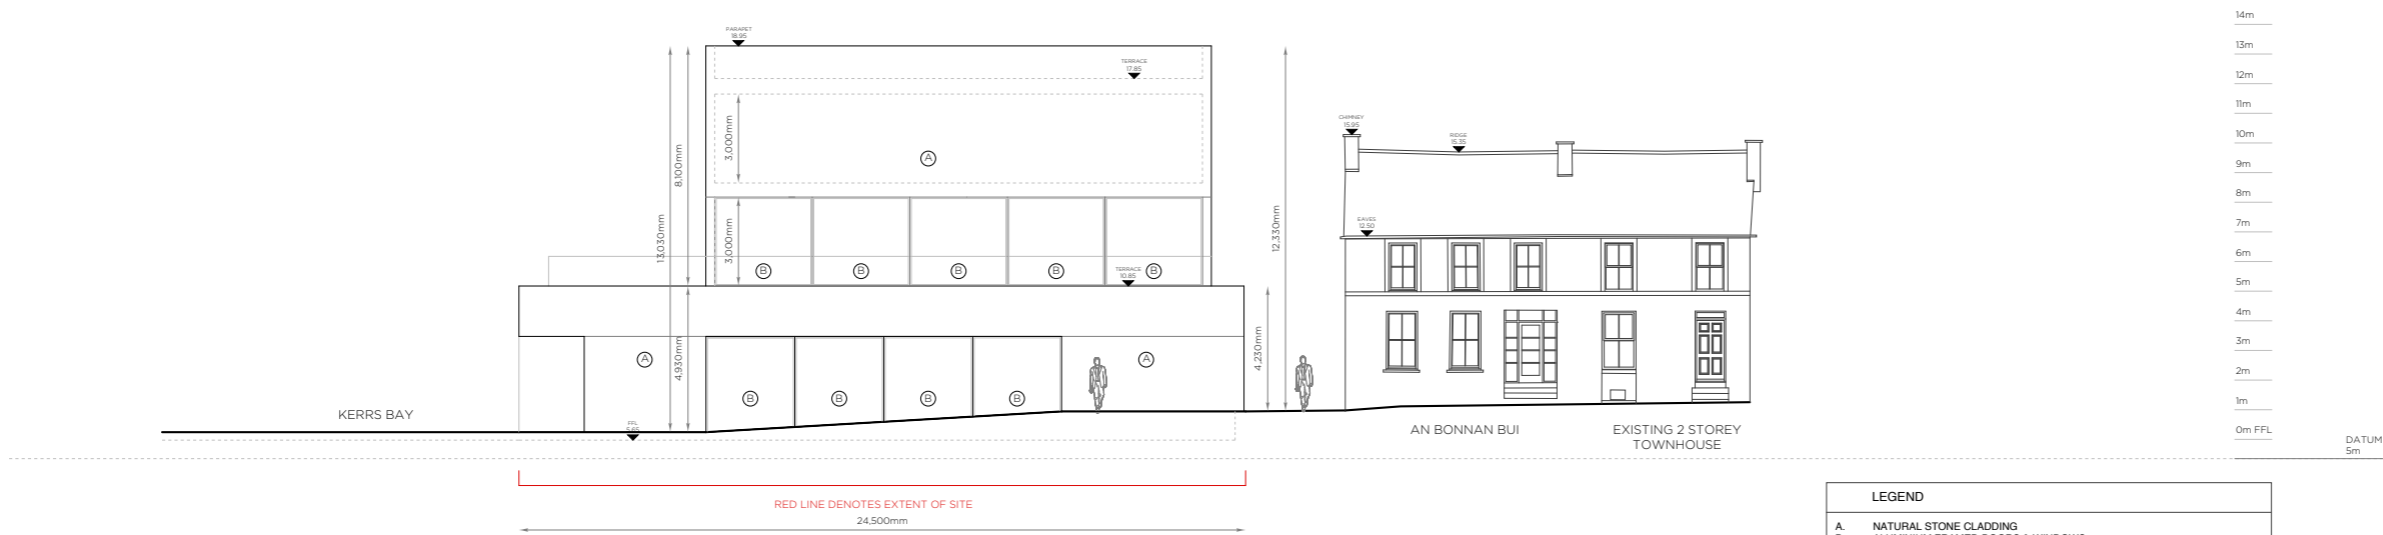 PARAPET
18.95
TERRACE
17.85
3,000mm
8,100mm
13,030mm
A
3,000mm
B
B
B
B
B
TERRACE
10.85
12,330mm
4,930mm
4,230mm
A
A
B
B
B
B
KERRS BAY
FFL
5.65
CHIMNEY
15.95
RIDGE
15.35
EAVES
12.50
AN BONNAN BUI
EXISTING 2 STOREY
TOWNHOUSE
14m
13m
12m
11m
10m
9m
8m
7m
6m
5m
4m
3m
2m
1m
0m FFL
DATUM
5m
RED LINE DENOTES EXTENT OF SITE
24,500mm
LEGEND
A. NATURAL STONE CLADDING